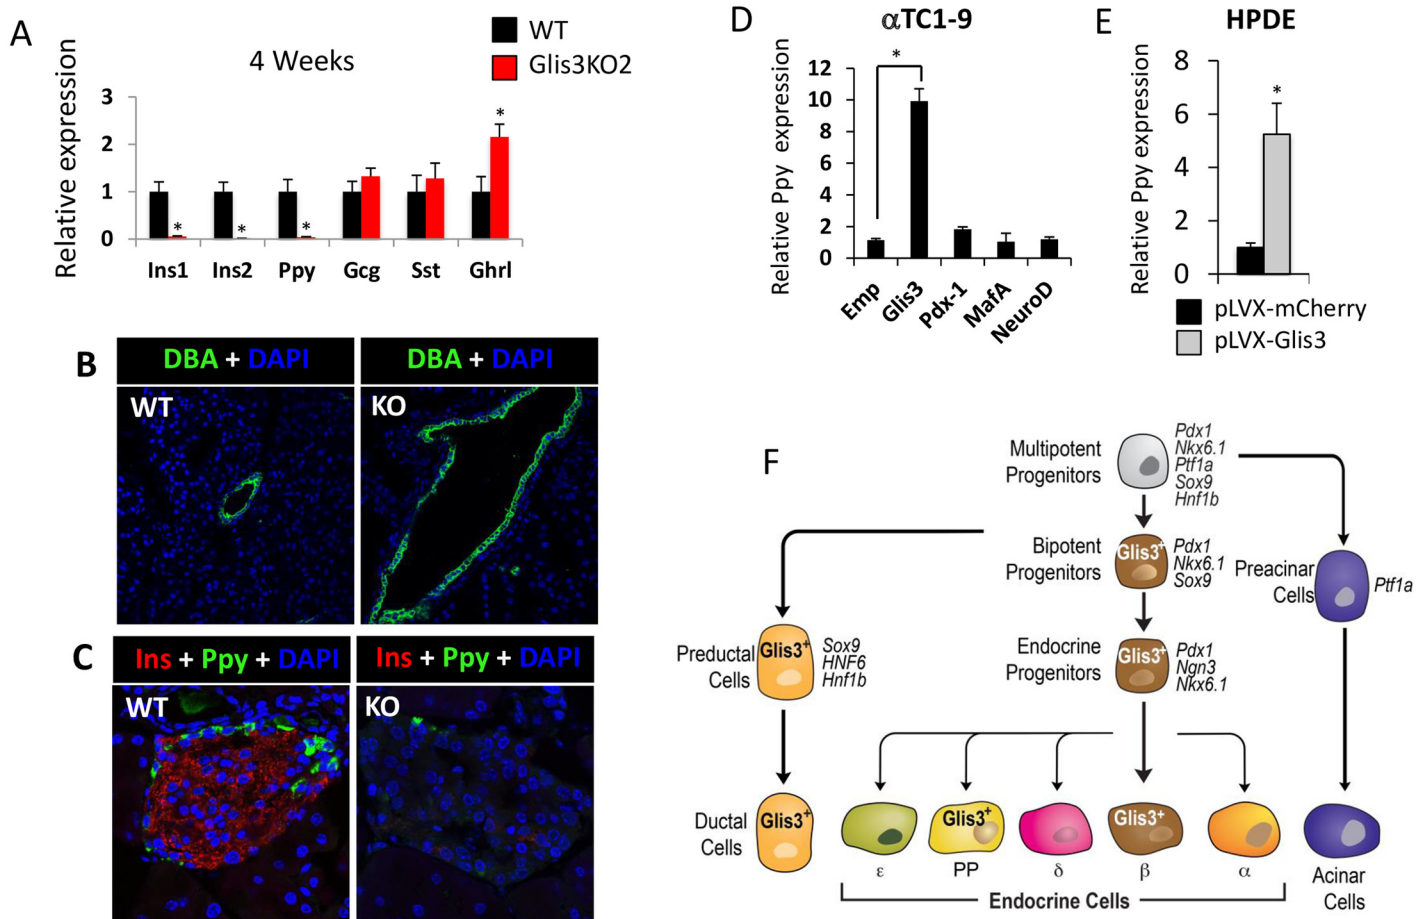 A
4 Weeks
WT
Glis3KO2
Relative expression
3
2
1
0
*
*
*
*
Ins1 Ins2 Ppy Gcg Sst Ghrl
D
αTC1-9
Relative Ppy expression
12
10
8
6
4
2
0
*
Emp Glis3 Pdx-1 MafA NeuroD
E
HPDE
Relative Ppy expression
8
6
4
2
0
*
pLVX-mCherry
pLVX-Glis3
B
DBA + DAPI
DBA + DAPI
WT
KO
C
Ins + Ppy + DAPI
Ins + Ppy + DAPI
WT
KO
F
Multipotent
Progenitors
Pdx1
Nkx6.1
Ptf1a
Sox9
Hnf1b
Bipotent
Progenitors
Glis3+
Pdx1
Nkx6.1
Sox9
Preacinar
Cells
Ptf1a
Preductal
Cells
Glis3+
Sox9
HNF6
Hnf1b
Endocrine
Progenitors
Glis3+
Pdx1
Ngn3
Nkx6.1
Ductal
Cells
Glis3+
Glis3+
Glis3+
ε PP δ β α
Endocrine Cells
Acinar
Cells